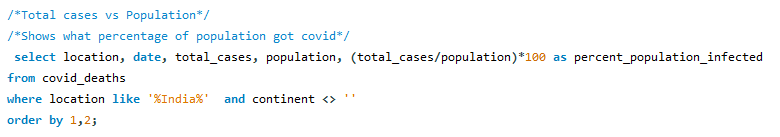 /*Total cases vs Population*/
/*Shows what percentage of population got covid*/
select location, date, total_cases, population, (total_cases/population)*100 as percent_population_infected
from covid_deaths
where location like '%India%'  and continent <> ''
order by 1,2;